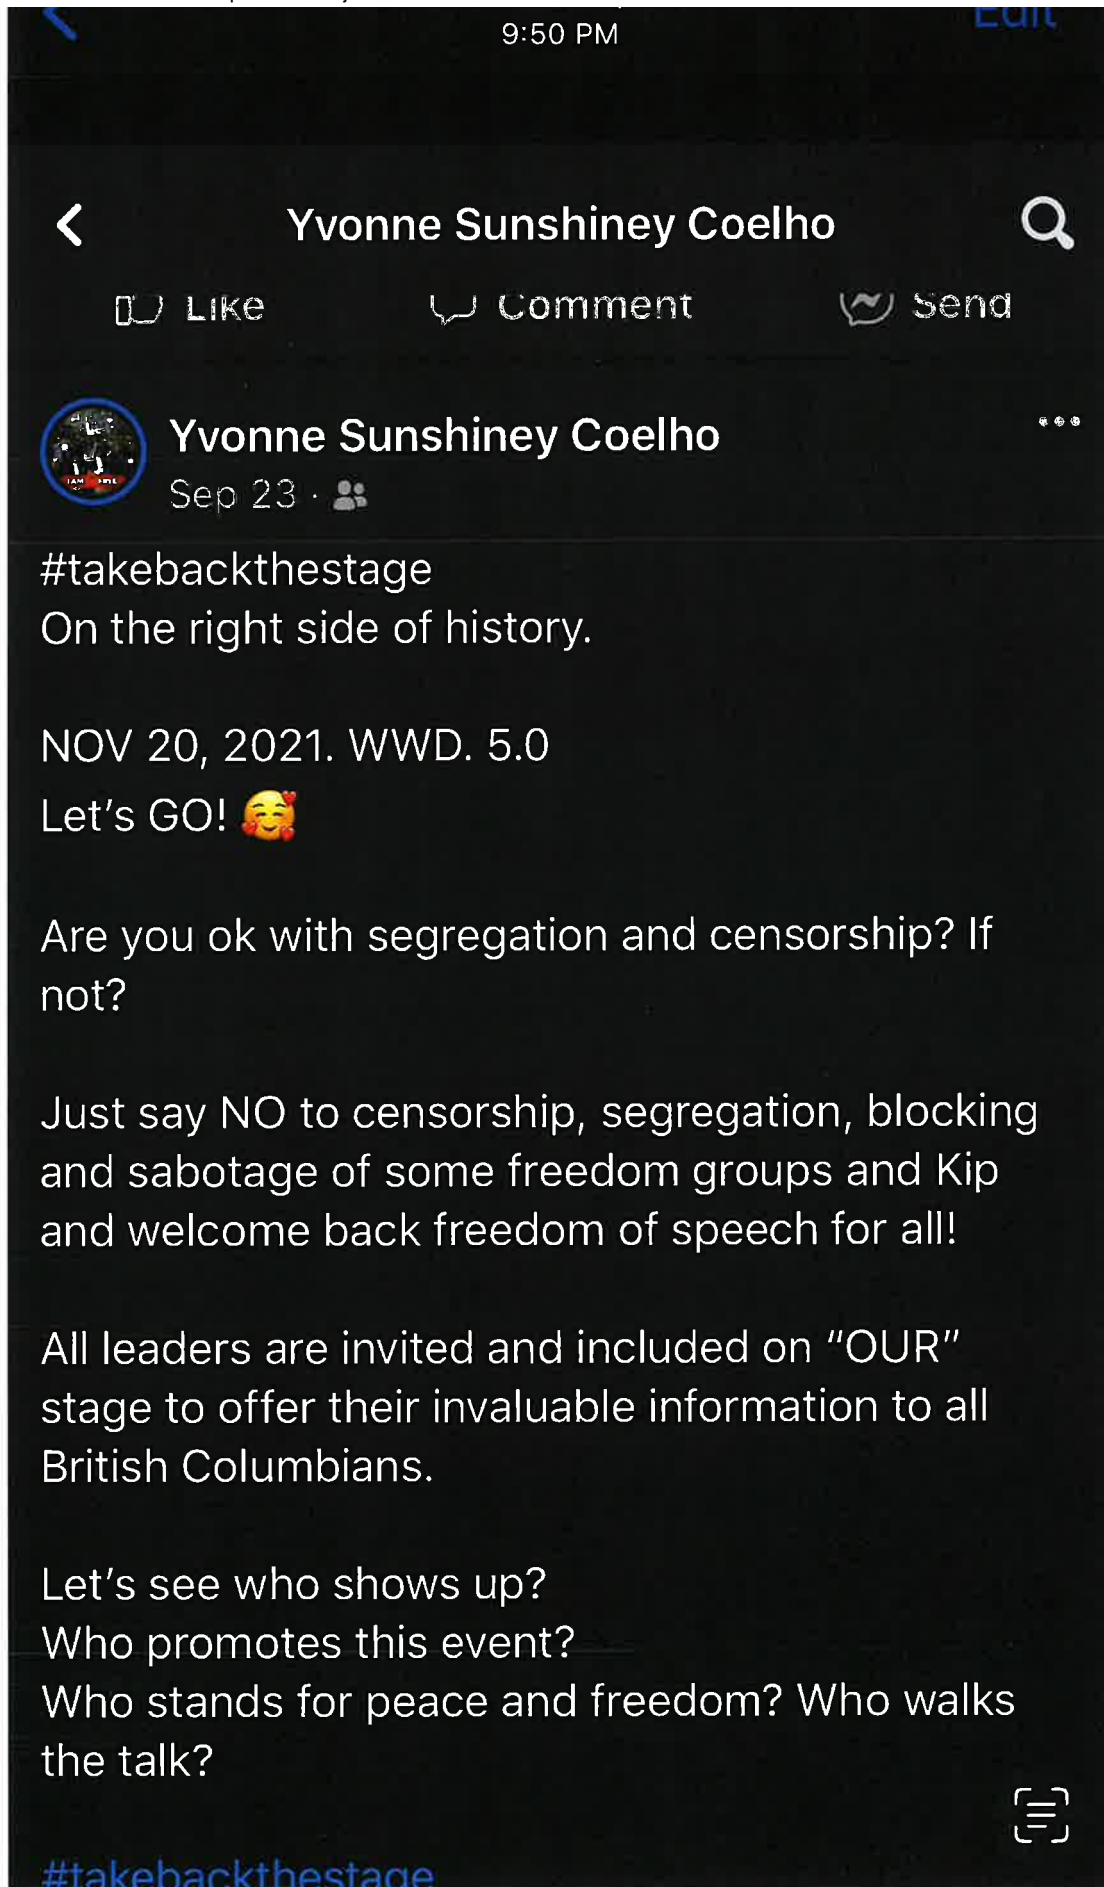 9:50 PM
Edit
Yvonne Sunshiney Coelho
Like
Comment
Send
Yvonne Sunshiney Coelho
Sep 23 ·
#takebackthestage
On the right side of history.
NOV 20, 2021. WWD. 5.0
Let's GO! 🥰
Are you ok with segregation and censorship? If
not?
Just say NO to censorship, segregation, blocking
and sabotage of some freedom groups and Kip
and welcome back freedom of speech for all!
All leaders are invited and included on "OUR"
stage to offer their invaluable information to all
British Columbians.
Let's see who shows up?
Who promotes this event?
Who stands for peace and freedom? Who walks
the talk?
#takebackthestage